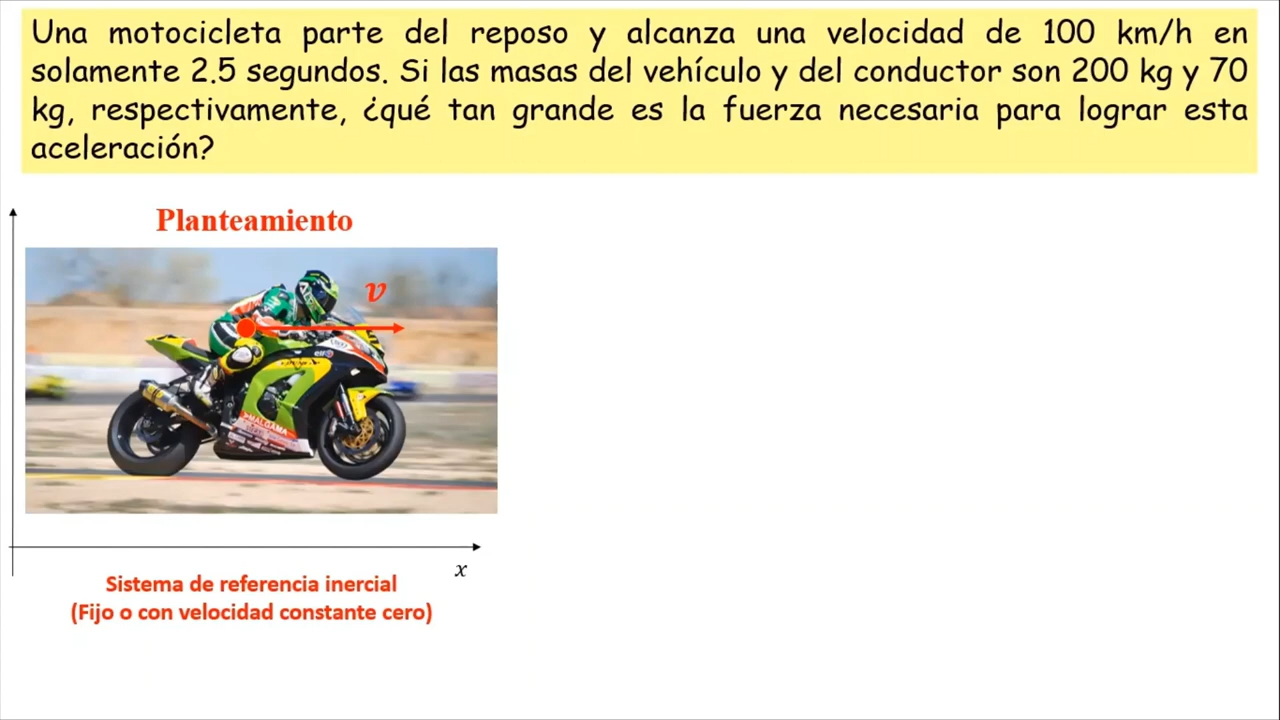 Una motocicleta parte del reposo y alcanza una velocidad de 100 km/h en
solamente 2.5 segundos. Si las masas del vehículo y del conductor son 200 kg y 70
kg, respectivamente, ¿qué tan grande es la fuerza necesaria para lograr esta
aceleración?
Planteamiento
v
elf
x
Sistema de referencia inercial
(Fijo o con velocidad constante cero)